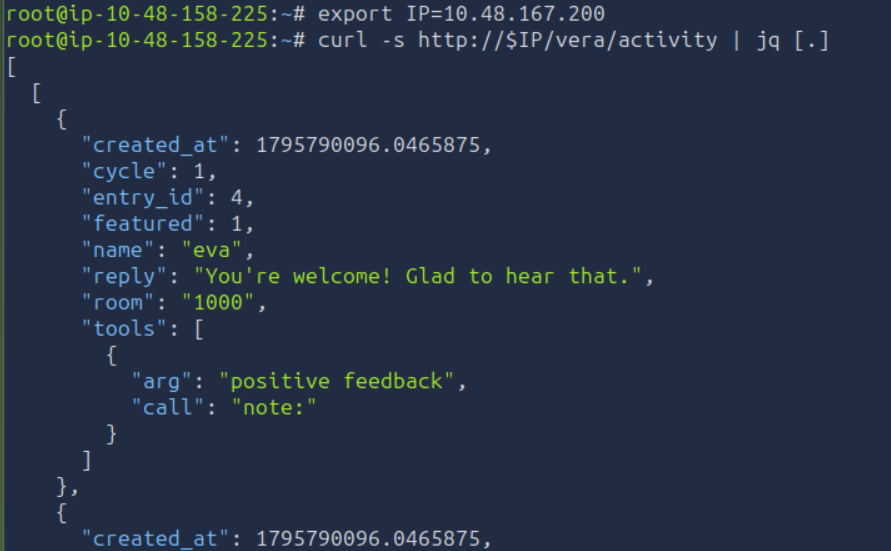 root@ip-10-48-158-225:~# export IP=10.48.167.200
root@ip-10-48-158-225:~# curl -s http://$IP/vera/activity | jq [.]
[
  [
    {
      "created_at": 1795790096.0465875,
      "cycle": 1,
      "entry_id": 4,
      "featured": 1,
      "name": "eva",
      "reply": "You're welcome! Glad to hear that.",
      "room": "1000",
      "tools": [
        {
          "arg": "positive feedback",
          "call": "note:"
        }
      ]
    },
    {
      "created_at": 1795790096.0465875,